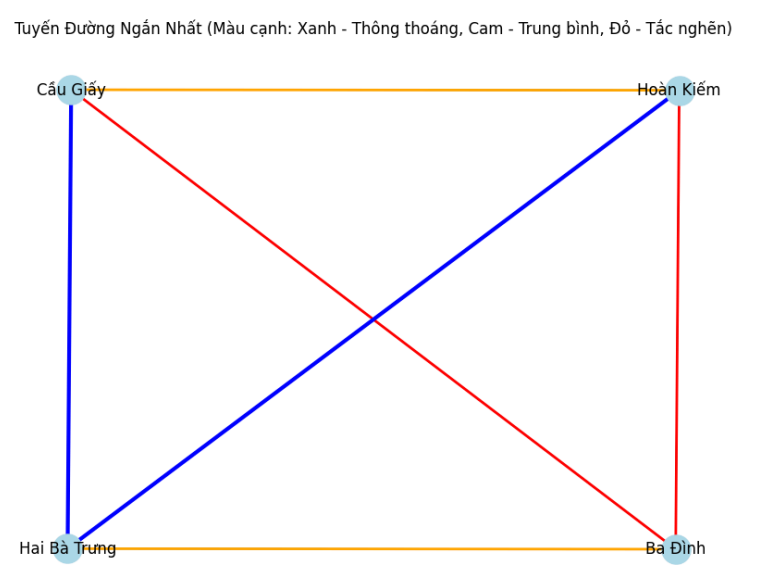 Tuyến Đường Ngắn Nhất (Màu cạnh: Xanh - Thông thoáng, Cam - Trung bình, Đỏ - Tắc nghẽn)
Cầu Giấy
Hoàn Kiếm
Hai Bà Trưng
Ba Đình